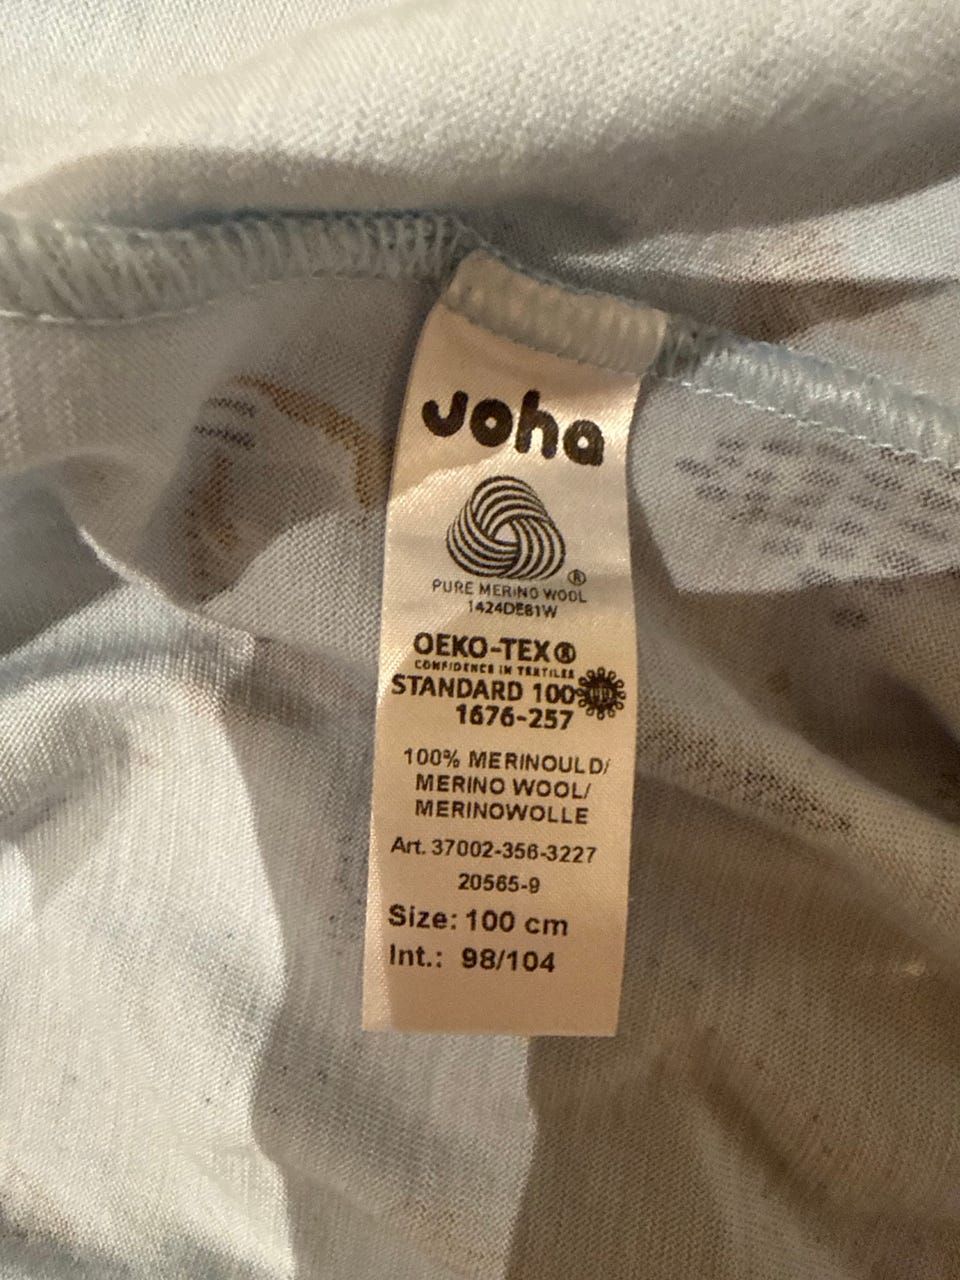 Joha
PURE MERINO WOOL
1424DE81W
OEKO-TEX®
CONFIDENCE IN TEXTILES
STANDARD 100
1676-257
100% MERINOULD/
MERINO WOOL/
MERINOWOLLE
Art. 37002-356-3227
20565-9
Size: 100 cm
Int.: 98/104